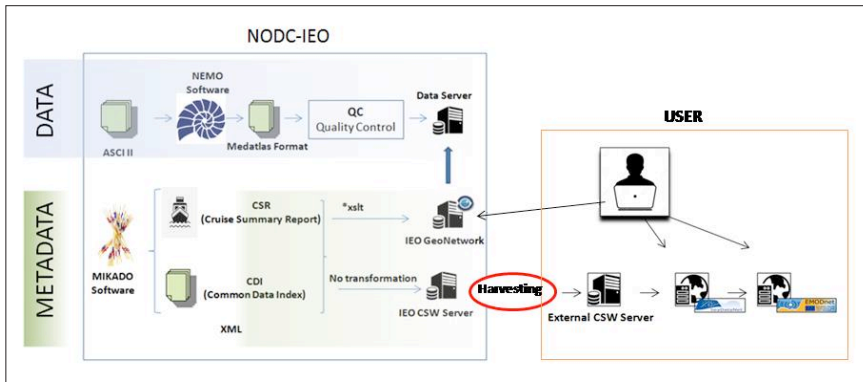 NODC-IEO
DATA
NEMO
Software
ASCI II
Medatlas Format
QC
Quality Control
Data Server
USER
METADATA
MIKADO
Software
CSR
(Cruise Summary Report)
*xslt
IEO GeoNetwork
CDI
(Common Data Index)
No transformation
IEO CSW Server
XML
Harvesting
External CSW Server
SeaDataNet
EMODnet